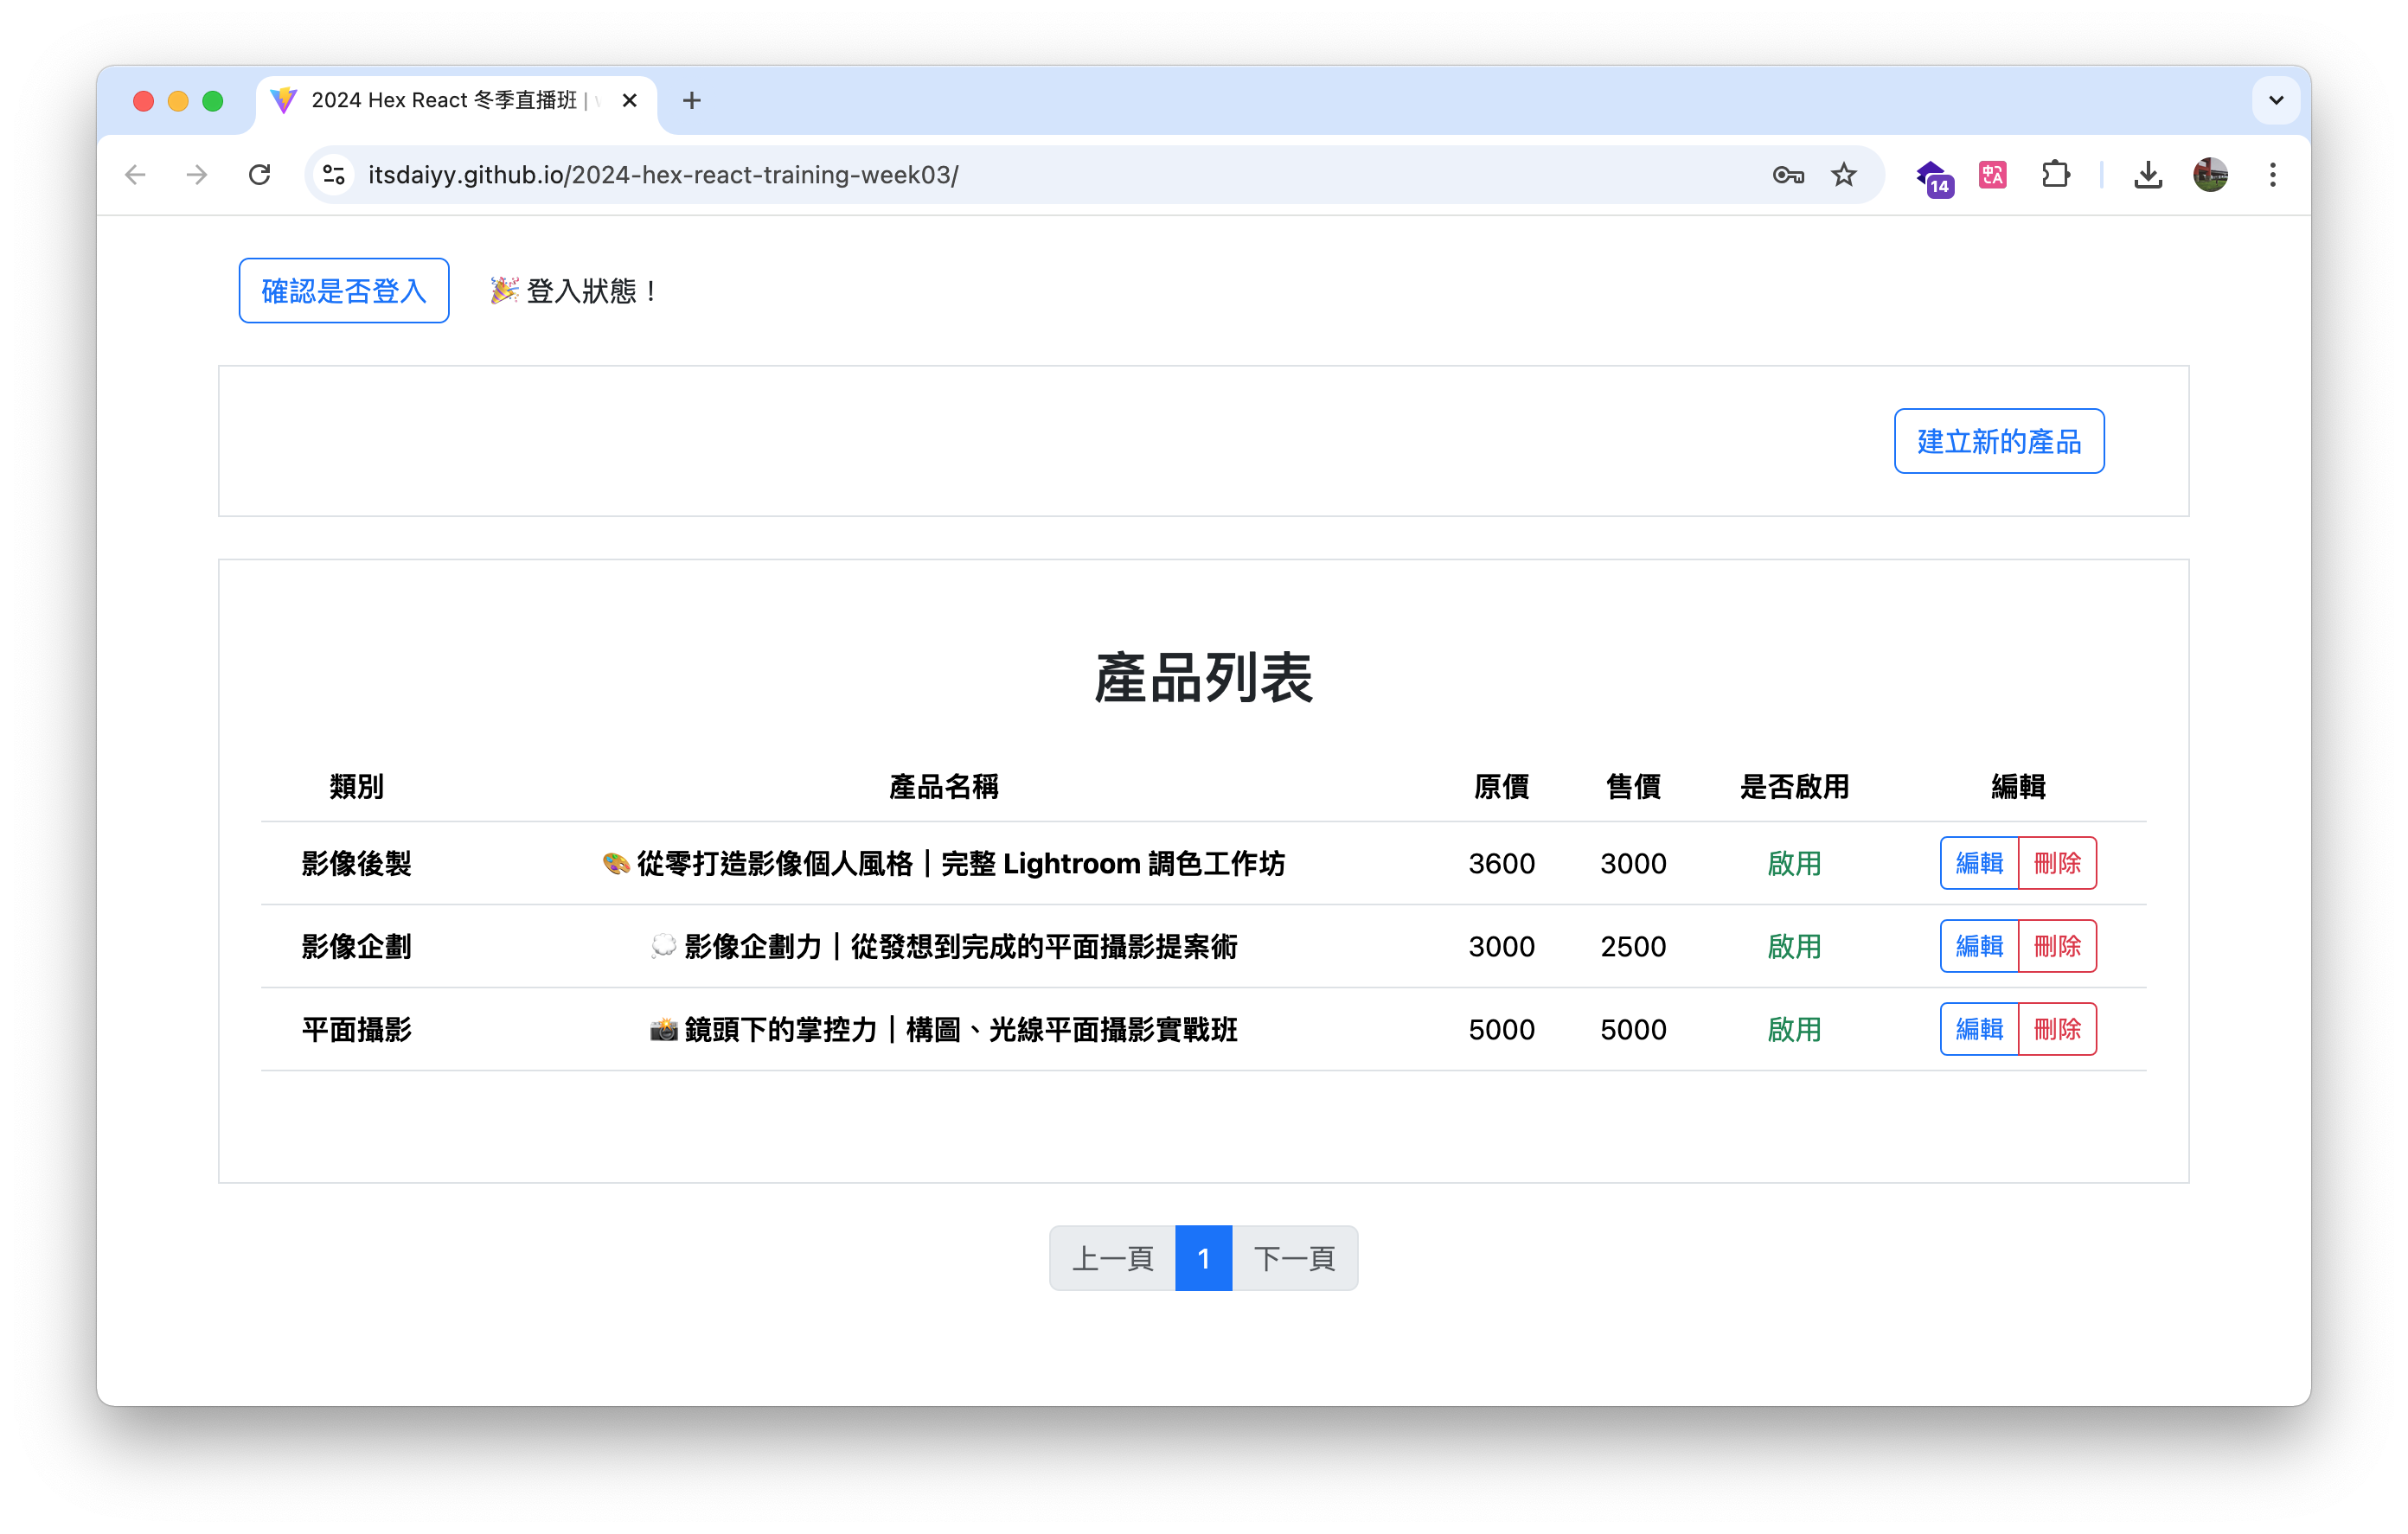 2024 Hex React 冬季直播班 |
itsdaiyy.github.io/2024-hex-react-training-week03/
14
中A
確認是否登入 🎉 登入狀態！
建立新的產品
產品列表
類別 產品名稱 原價 售價 是否啟用 編輯
影像後製 🎨 從零打造影像個人風格｜完整 Lightroom 調色工作坊 3600 3000 啟用 編輯 刪除
影像企劃 💭 影像企劃力｜從發想到完成的平面攝影提案術 3000 2500 啟用 編輯 刪除
平面攝影 📸 鏡頭下的掌控力｜構圖、光線平面攝影實戰班 5000 5000 啟用 編輯 刪除
上一頁 1 下一頁